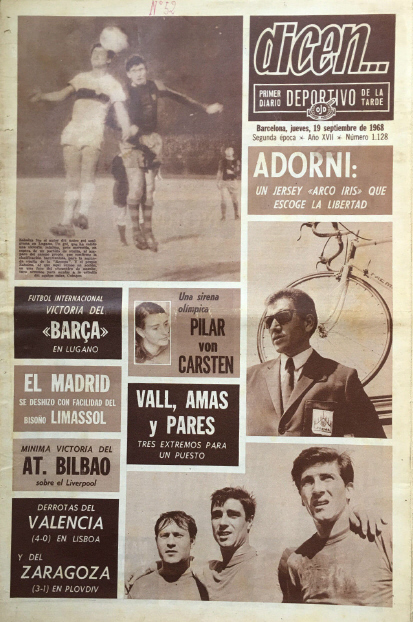 Nº 859
dicen...
PRIMER
DIARIO
DEPORTIVO
DE LA
TARDE
Barcelona, jueves, 19 septiembre de 1968
Segunda época • Año XVII • Número 1.128
ADORNI:
UN JERSEY «ARCO IRIS» QUE
ESCOGE LA LIBERTAD
FUTBOL INTERNACIONAL
VICTORIA DEL
«BARÇA»
EN LUGANO
Una sirena
olímpica:
PILAR
von
CARSTEN
EL MADRID
SE DESHIZO CON FACILIDAD DEL
BISOÑO LIMASSOL
VALL, AMAS
y PARES
TRES EXTREMOS PARA
UN PUESTO
MINIMA VICTORIA DEL
AT. BILBAO
sobre el Liverpool
DERROTAS DEL
VALENCIA
(4-0) EN LISBOA
Y DEL
ZARAGOZA
(3-1) EN PLOVDIV